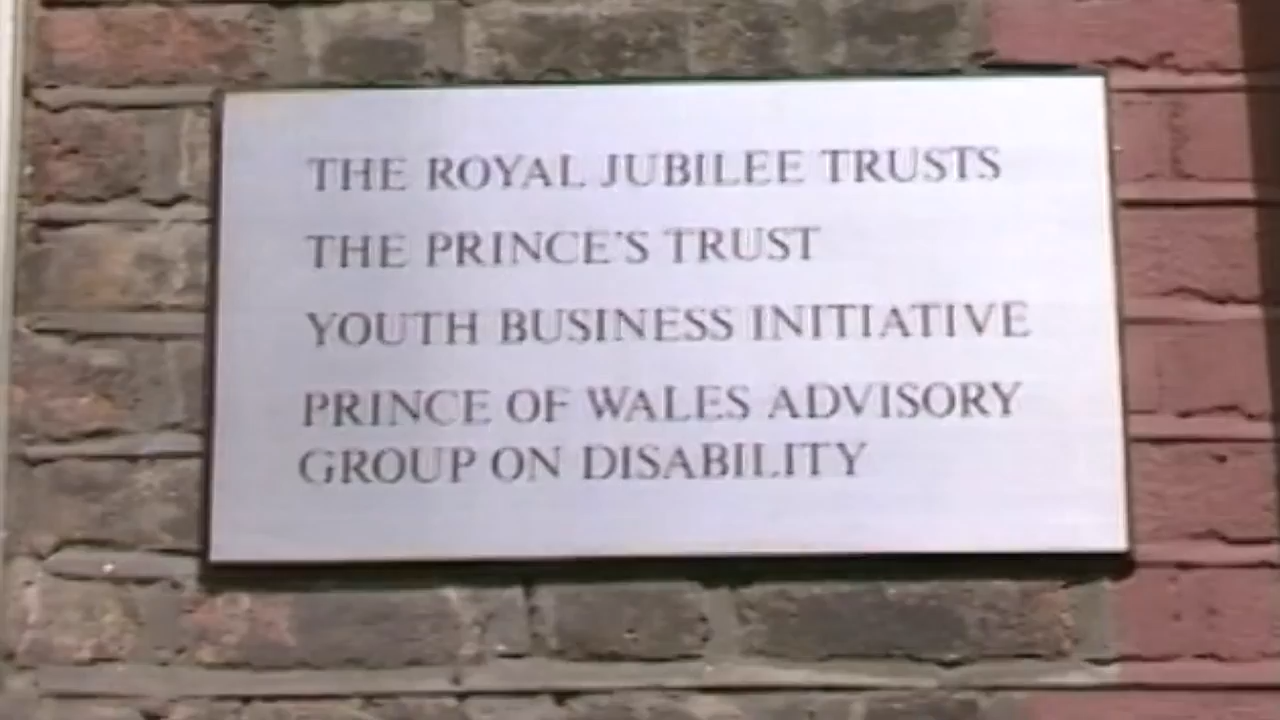 THE ROYAL JUBILEE TRUSTS
THE PRINCE'S TRUST
YOUTH BUSINESS INITIATIVE
PRINCE OF WALES ADVISORY
GROUP ON DISABILITY